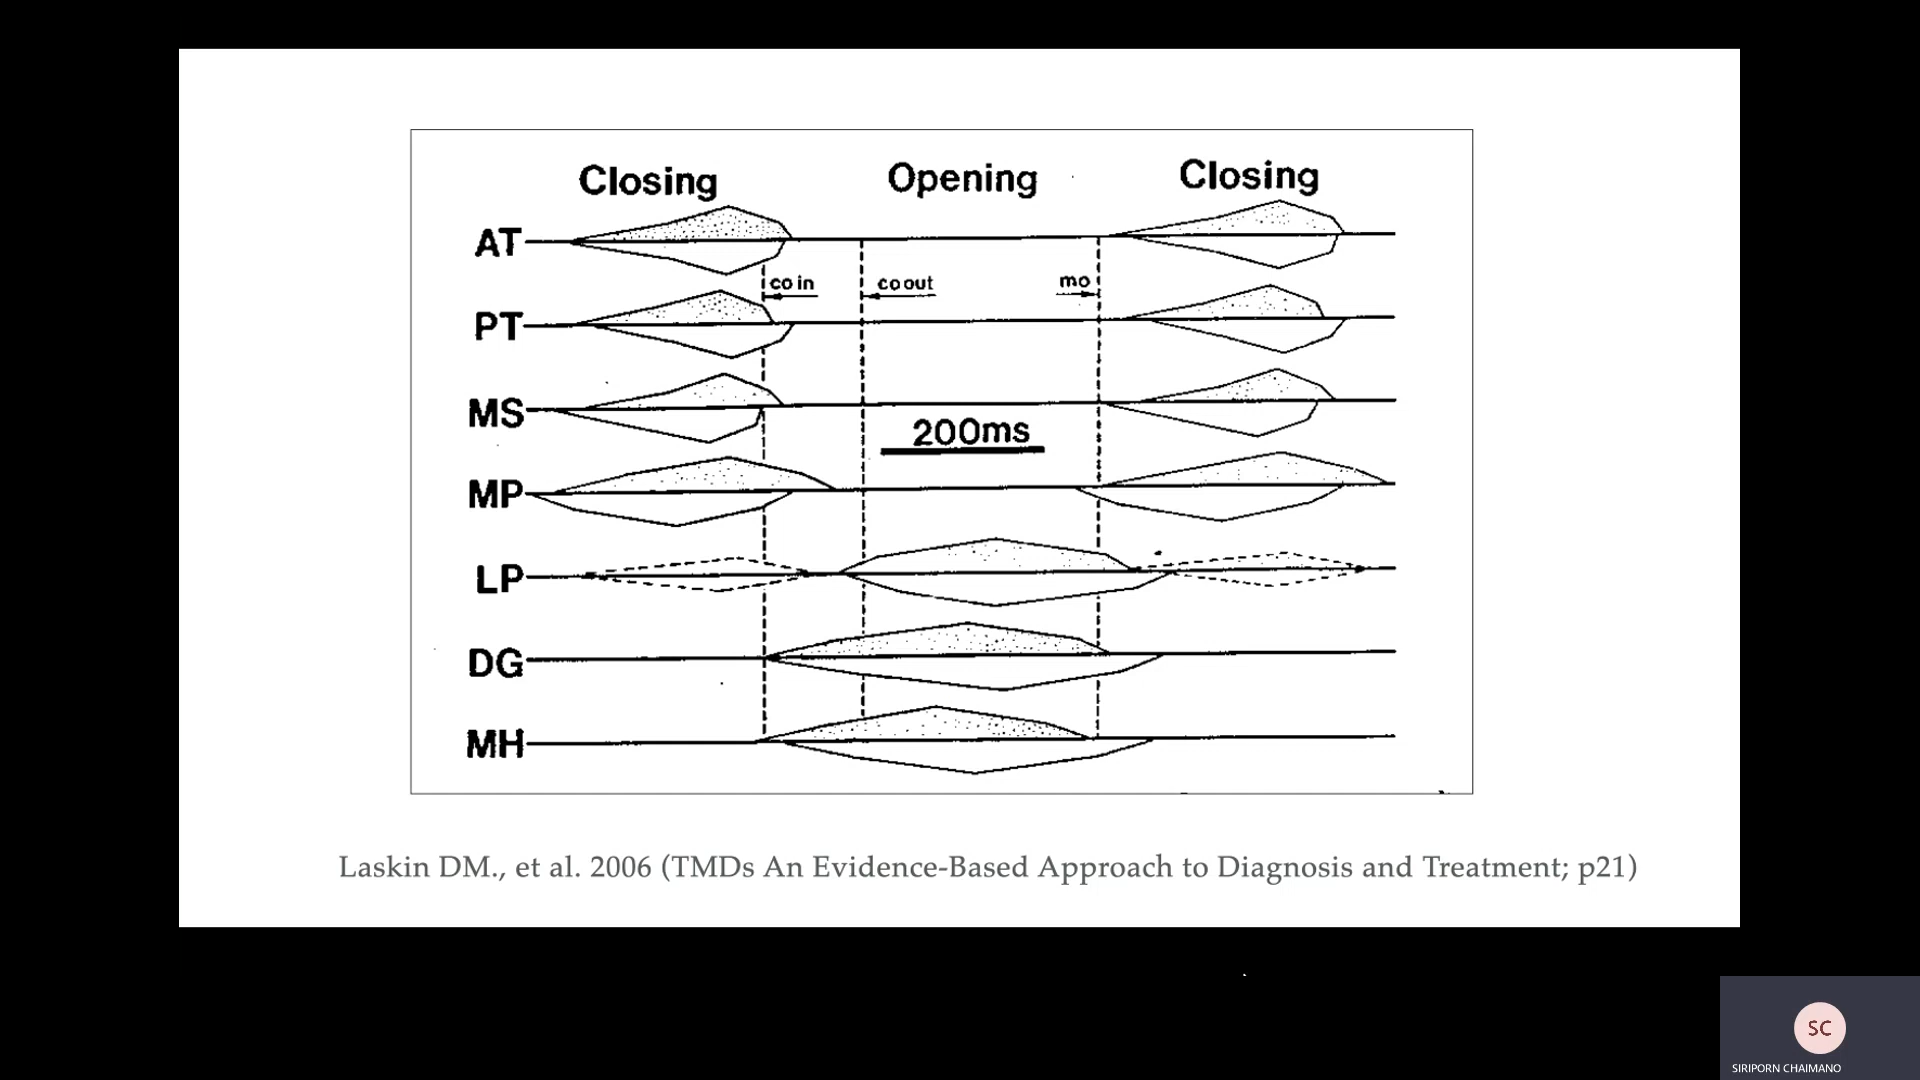 Closing Opening Closing
AT
co in co out mo
PT
MS
200ms
MP
LP
DG
MH
Laskin DM., et al. 2006 (TMDs An Evidence-Based Approach to Diagnosis and Treatment; p21)
SC
SIRIPORN CHAIMANO